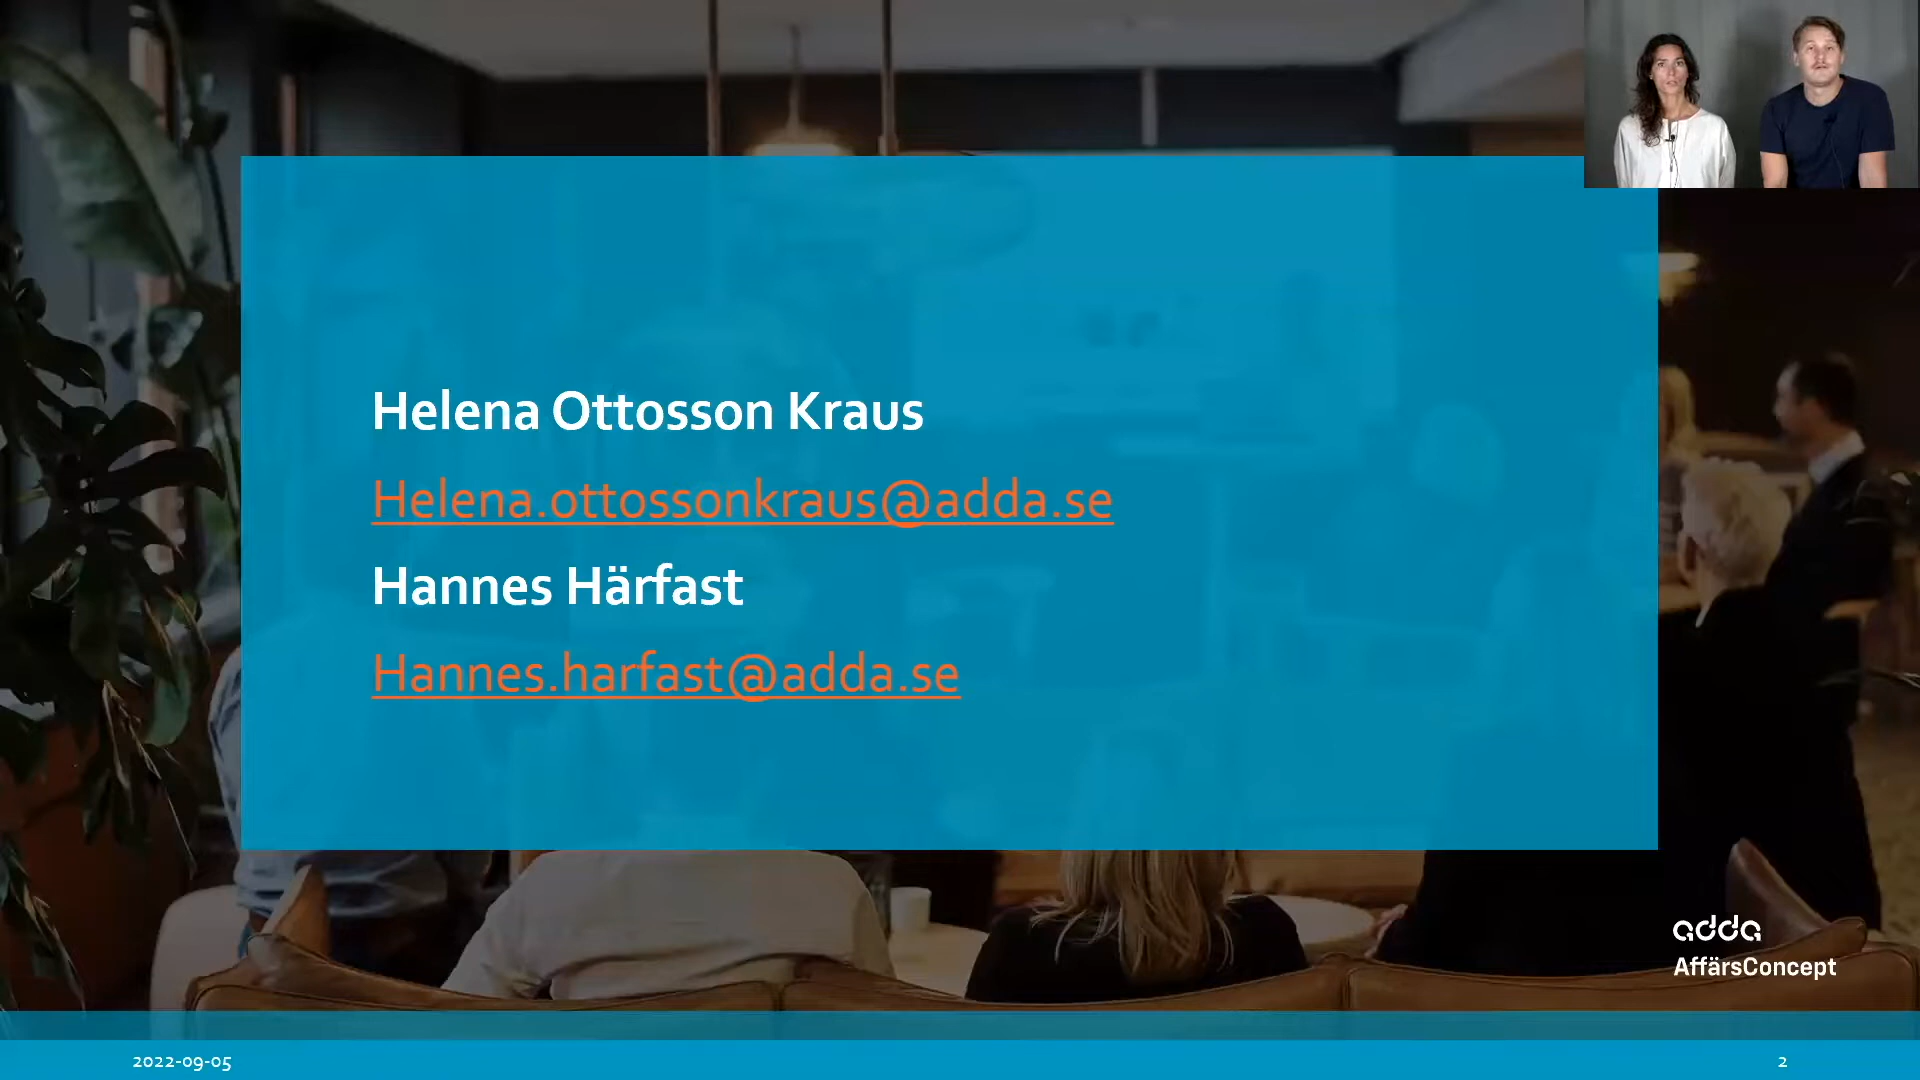 Helena Ottosson Kraus
Helena.ottossonkraus@adda.se
Hannes Härfast
Hannes.harfast@adda.se
adda
AffärsConcept
2022-09-05
2